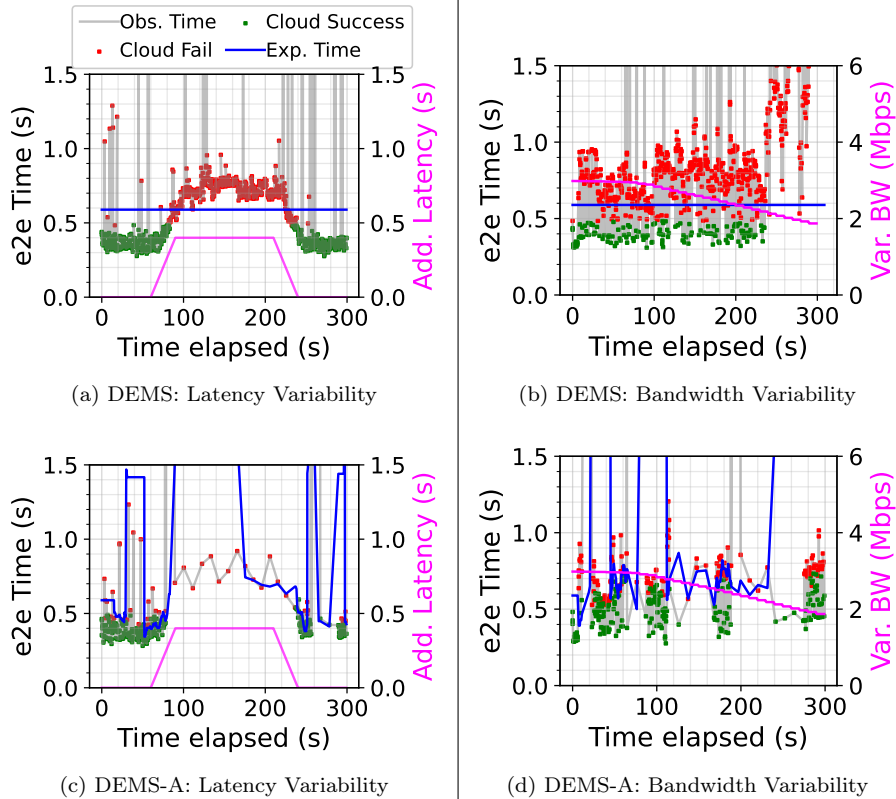 Obs. Time
Cloud Success
Cloud Fail
Exp. Time
1.5
1.0
0.5
0.0
e2e Time (s)
1.5
1.0
0.5
0.0
Add. Latency (s)
0
100
200
300
Time elapsed (s)
(a) DEMS: Latency Variability
1.5
1.0
0.5
0.0
e2e Time (s)
6
4
2
0
Var. BW (Mbps)
0
100
200
300
Time elapsed (s)
(b) DEMS: Bandwidth Variability
1.5
1.0
0.5
0.0
e2e Time (s)
1.5
1.0
0.5
0.0
Add. Latency (s)
0
100
200
300
Time elapsed (s)
(c) DEMS-A: Latency Variability
1.5
1.0
0.5
0.0
e2e Time (s)
6
4
2
0
Var. BW (Mbps)
0
100
200
300
Time elapsed (s)
(d) DEMS-A: Bandwidth Variability